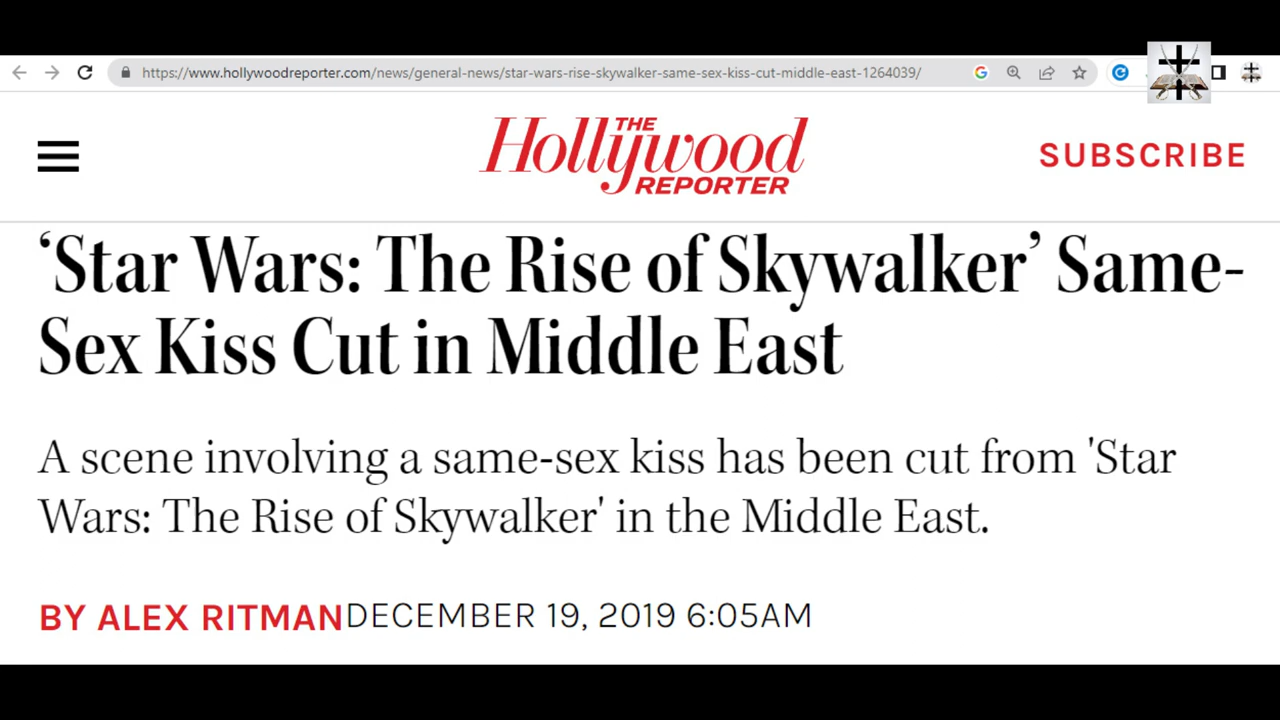 https://www.hollywoodreporter.com/news/general-news/star-wars-rise-skywalker-same-sex-kiss-cut-middle-east-1264039/
THE
Hollywood
REPORTER
SUBSCRIBE
‘Star Wars: The Rise of Skywalker’ Same-
Sex Kiss Cut in Middle East
A scene involving a same-sex kiss has been cut from 'Star
Wars: The Rise of Skywalker' in the Middle East.
BY ALEX RITMANDECEMBER 19, 2019 6:05AM